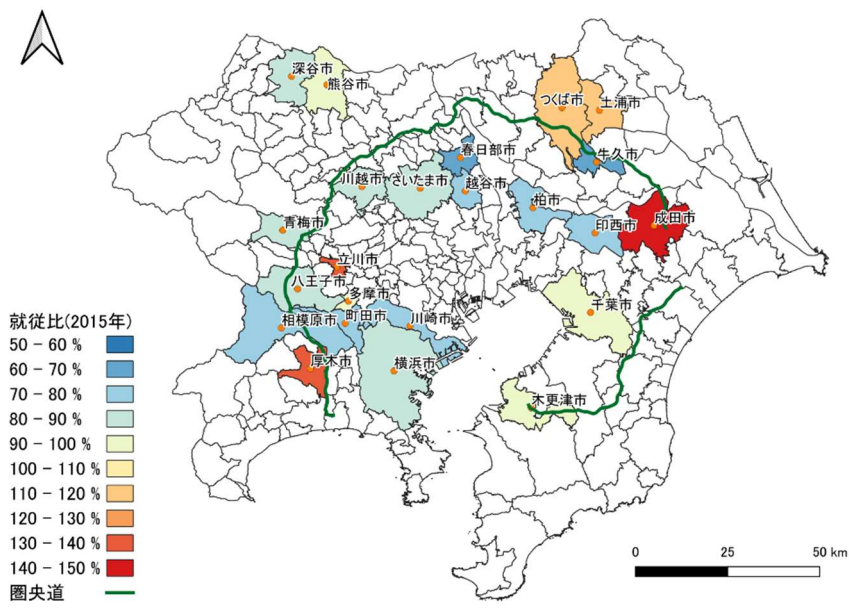 深谷市
熊谷市
つくば市
土浦市
春日部市
牛久市
川越市
さいたま市
越谷市
柏市
印西市
成田市
青梅市
立川市
八王子市
多摩市
千葉市
相模原市
町田市
川崎市
厚木市
横浜市
木更津市
就従比(2015年)
50 − 60 %
60 − 70 %
70 − 80 %
80 − 90 %
90 − 100 %
100 − 110 %
110 − 120 %
120 − 130 %
130 − 140 %
140 − 150 %
圏央道
0 25 50 km